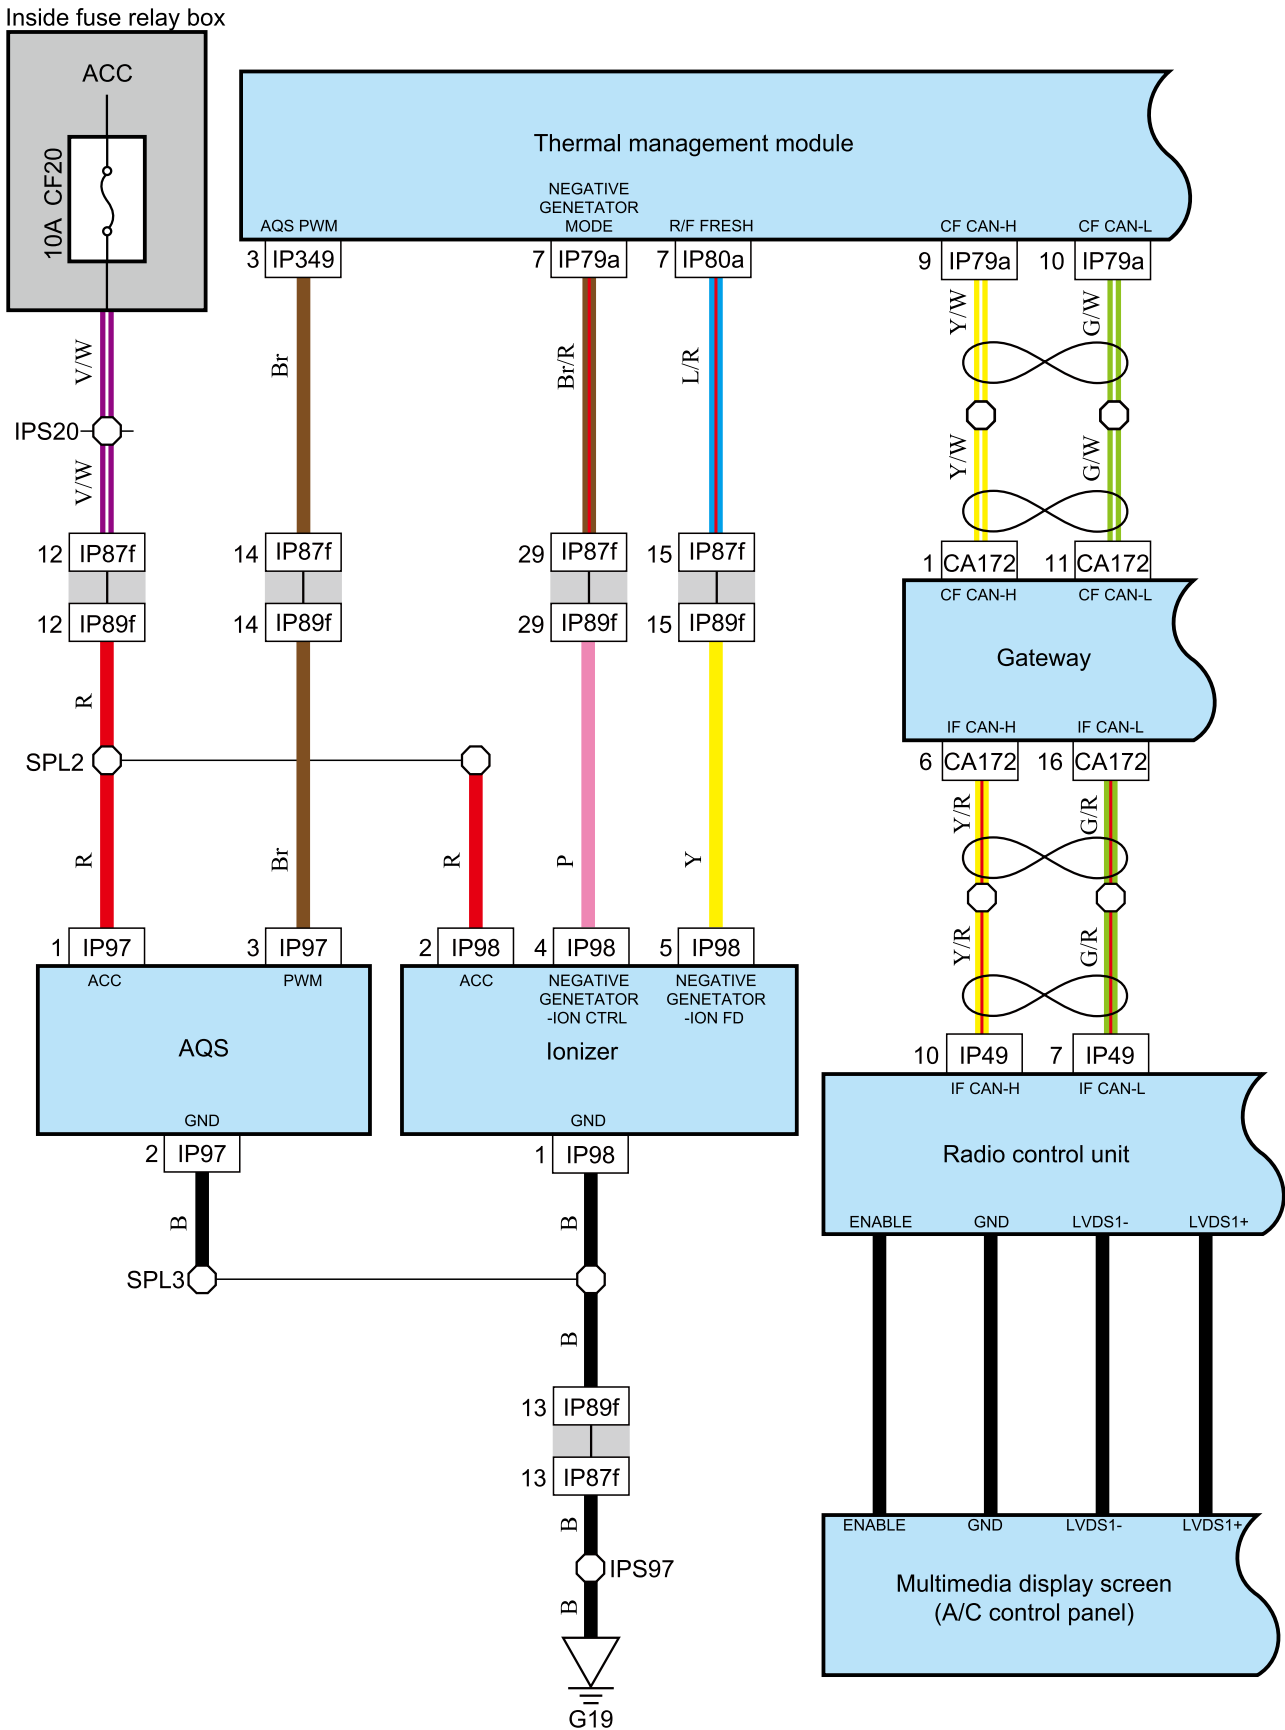 Inside fuse relay box
ACC
10A CF20
Thermal management module
AQS PWM
NEGATIVE
GENETATOR
MODE
R/F FRESH
CF CAN-H
CF CAN-L
3 IP349
7 IP79a
7 IP80a
9 IP79a
10 IP79a
V/W
Br
Br/R
L/R
Y/W
G/W
IPS20
V/W
Y/W
G/W
12 IP87f
14 IP87f
29 IP87f
15 IP87f
1 CA172
11 CA172
12 IP89f
14 IP89f
29 IP89f
15 IP89f
CF CAN-H
CF CAN-L
Gateway
IF CAN-H
IF CAN-L
R
SPL2
6 CA172
16 CA172
Y/R
G/R
R
Br
R
P
Y
Y/R
G/R
1 IP97
3 IP97
2 IP98
4 IP98
5 IP98
ACC
PWM
ACC
NEGATIVE
GENETATOR
-ION CTRL
NEGATIVE
GENETATOR
-ION FD
AQS
Ionizer
10 IP49
7 IP49
IF CAN-H
IF CAN-L
GND
GND
2 IP97
1 IP98
Radio control unit
ENABLE
GND
LVDS1-
LVDS1+
B
B
SPL3
B
13 IP89f
13 IP87f
B
IPS97
B
G19
ENABLE
GND
LVDS1-
LVDS1+
Multimedia display screen
(A/C control panel)